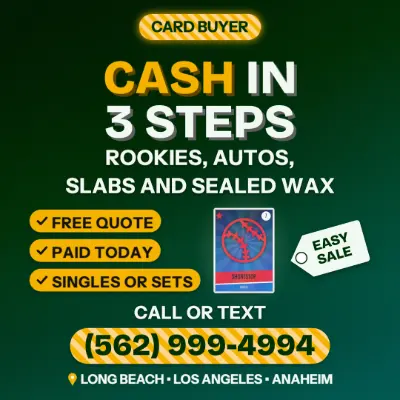 CARD BUYER
CASH IN
3 STEPS
ROOKIES, AUTOS,
SLABS AND SEALED WAX
FREE QUOTE
PAID TODAY
SINGLES OR SETS
SHORTSTOP
EASY
SALE
CALL OR TEXT
(562) 999-4994
LONG BEACH • LOS ANGELES • ANAHEIM